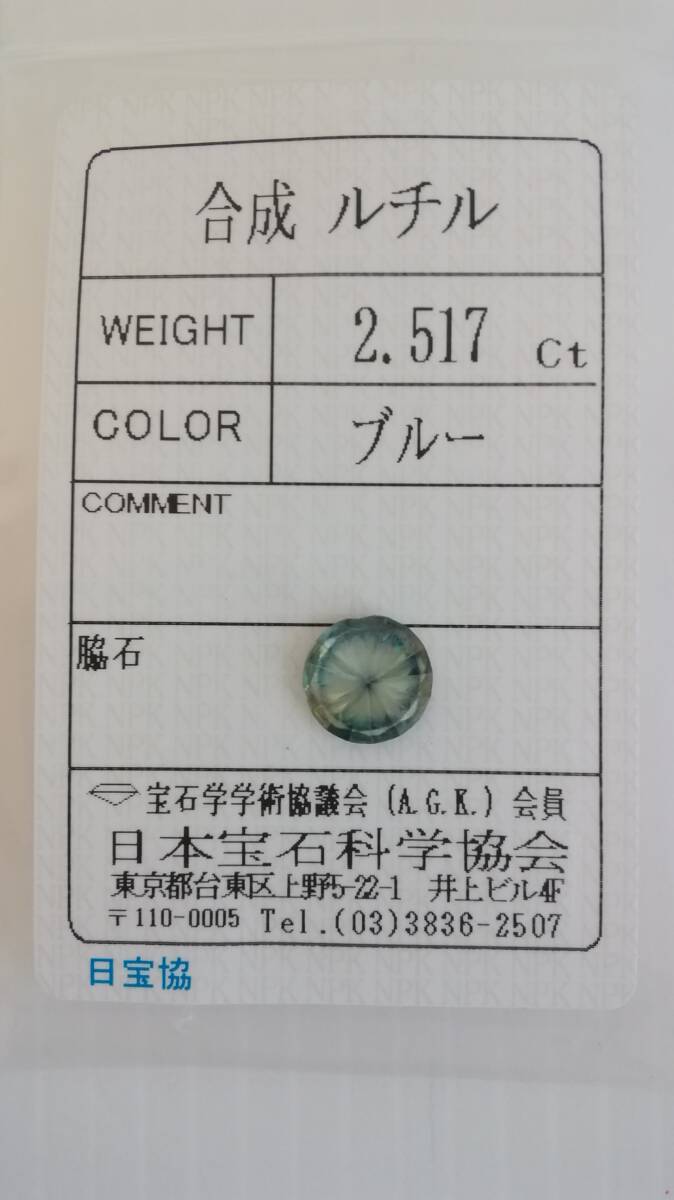 合成 ルチル
WEIGHT 2.517 Ct
COLOR ブルー
COMMENT
脇石
宝石学学術協議会 (A.G.K.) 会員
日本宝石科学協会
東京都台東区上野5-22-1 井上ビル4F
〒110-0005 Tel.(03)3836-2507
日宝協